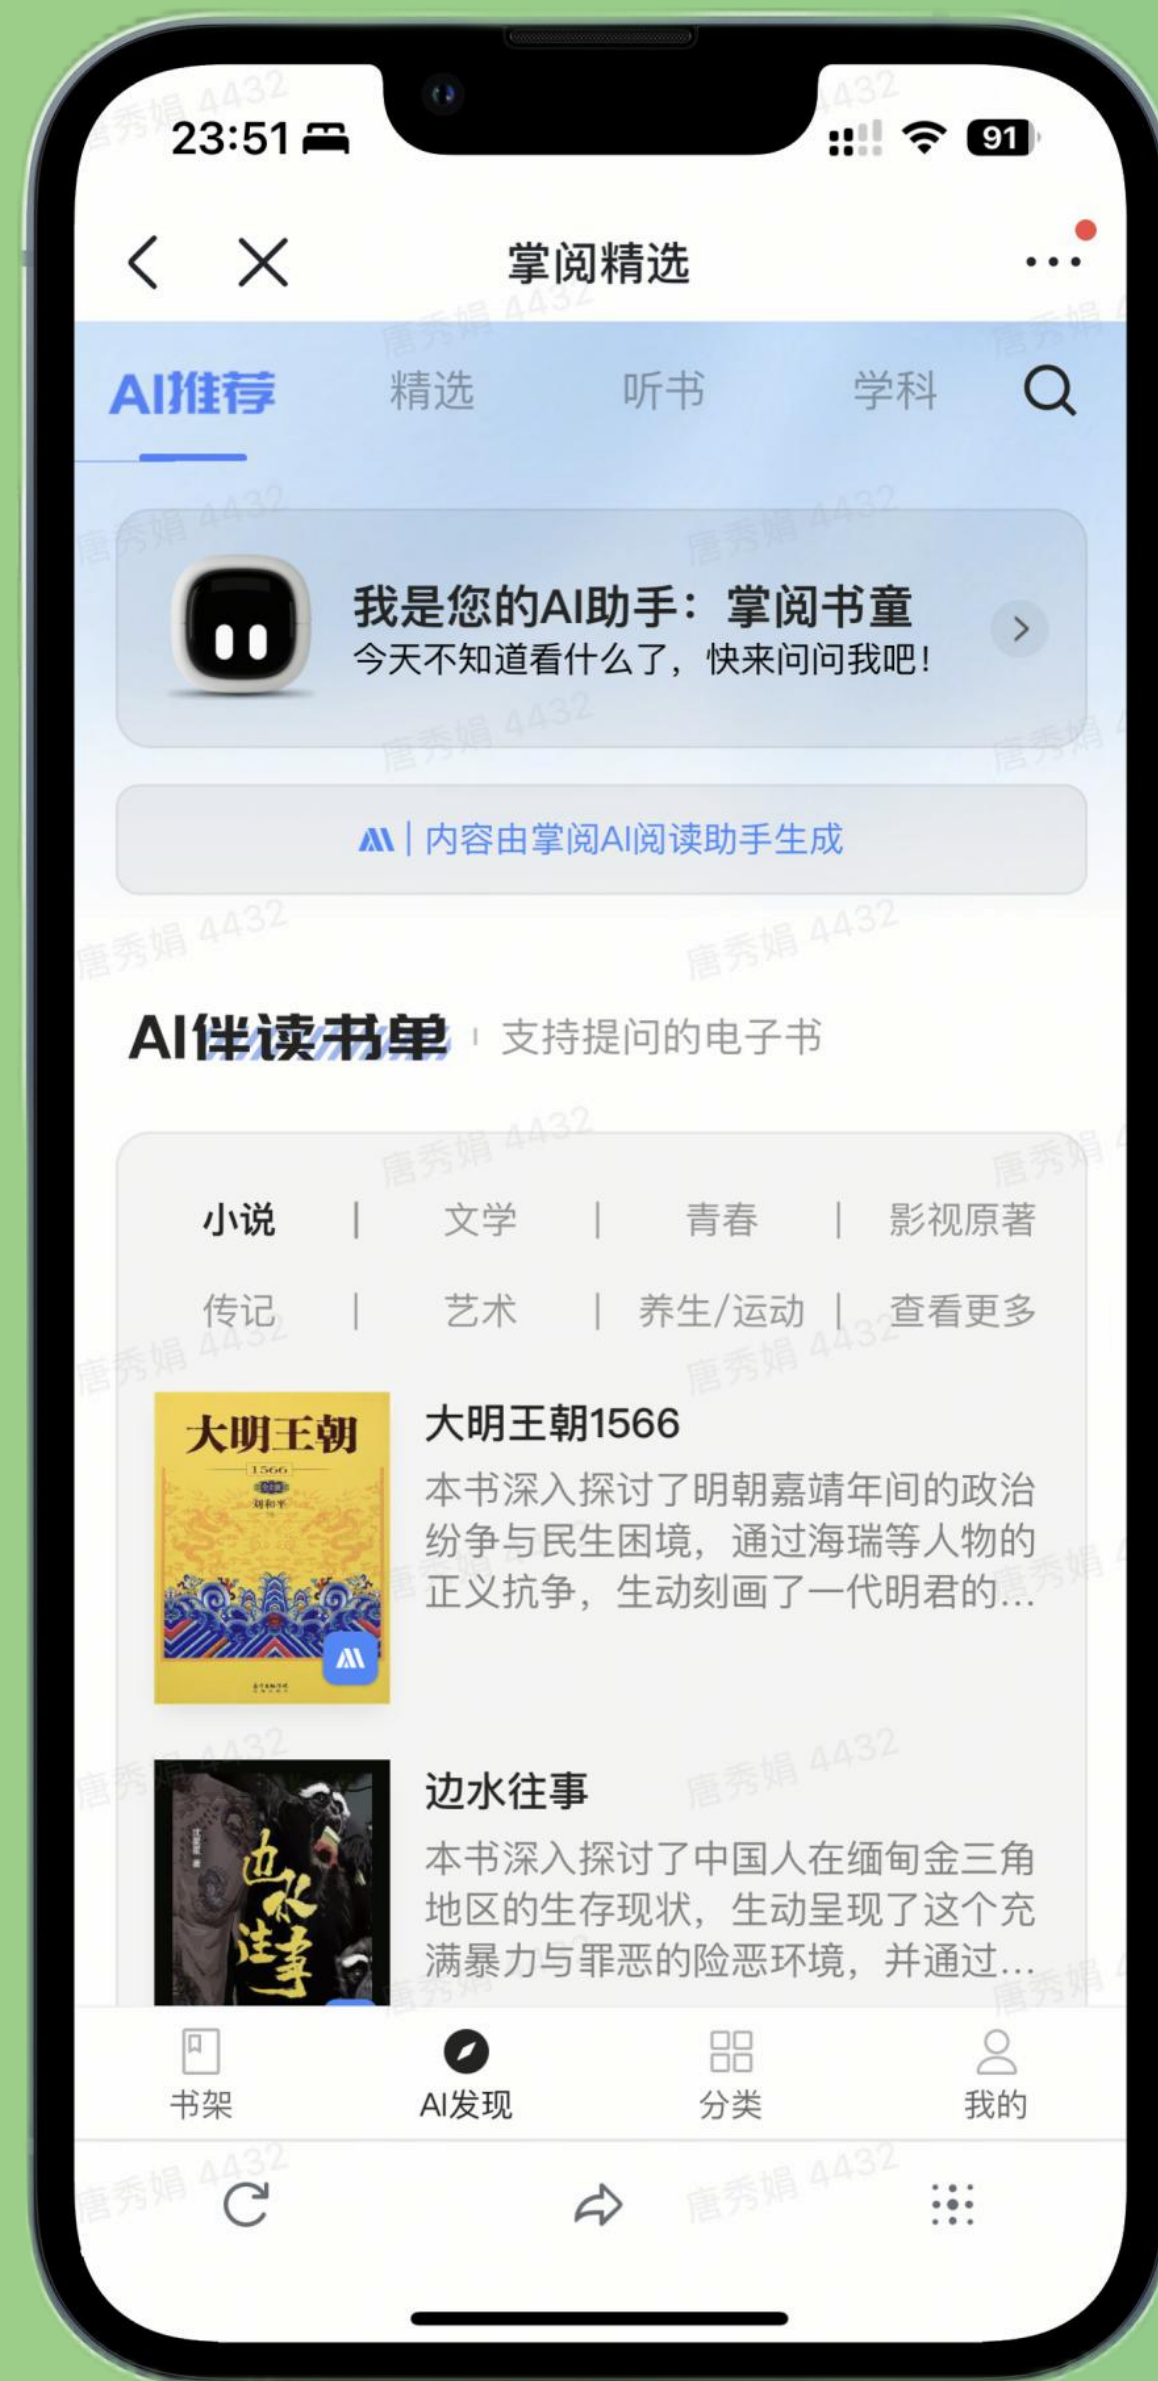 23:51
91
掌阅精选
AI推荐 精选 听书 学科
我是您的AI助手：掌阅书童
今天不知道看什么了，快来问问我吧！
内容由掌阅AI阅读助手生成
AI伴读书单 | 支持提问的电子书
小说 | 文学 | 青春 | 影视原著
传记 | 艺术 | 养生/运动 | 查看更多
大明王朝
1566
刘和平
大明王朝1566
本书深入探讨了明朝嘉靖年间的政治
纷争与民生困境，通过海瑞等人物的
正义抗争，生动刻画了一代明君的...
边水往事
边水往事
本书深入探讨了中国人在缅甸金三角
地区的生存现状，生动呈现了这个充
满暴力与罪恶的险恶环境，并通过...
书架 AI发现 分类 我的
唐秀娟 4432